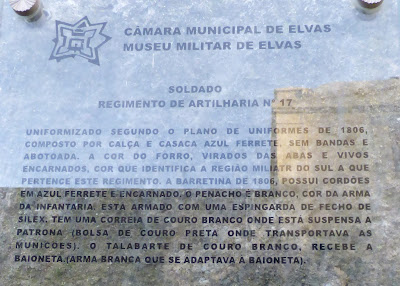 CÂMARA MUNICIPAL DE ELVAS
MUSEU MILITAR DE ELVAS
SOLDADO
REGIMENTO DE ARTILHARIA Nº 17
UNIFORMIZADO SEGUNDO O PLANO DE UNIFORMES DE 1806,
COMPOSTO POR CALÇA E CASACA AZUL FERRETE, SEM BANDAS E
ABOTOADA. A COR DO FORRO, VIRADOS DAS ABAS E VIVOS
ENCARNADOS, COR QUE IDENTIFICA A REGIÃO MILIATR DO SUL A QUE
PERTENCE ESTE REGIMENTO. A BARRETINA DE 1806, POSSUI CORDÕES
EM AZUL FERRETE E ENCARNADO, O PENACHO É BRANCO, COR DA ARMA
DA INFANTARIA. ESTA ARMADO COM UMA ESPINGARDA DE FECHO DE
SILEX, TEM UMA CORREIA DE COURO BRANCO ONDE ESTA SUSPENSA A
PATRONA (BOLSA DE COURO PRETA ONDE TRANSPORTAVA AS
MUNIÇÕES). O TALABARTE DE COURO BRANCO, RECEBE A
BAIONETA.(ARMA BRANCA QUE SE ADAPTAVA À BAIONETA).